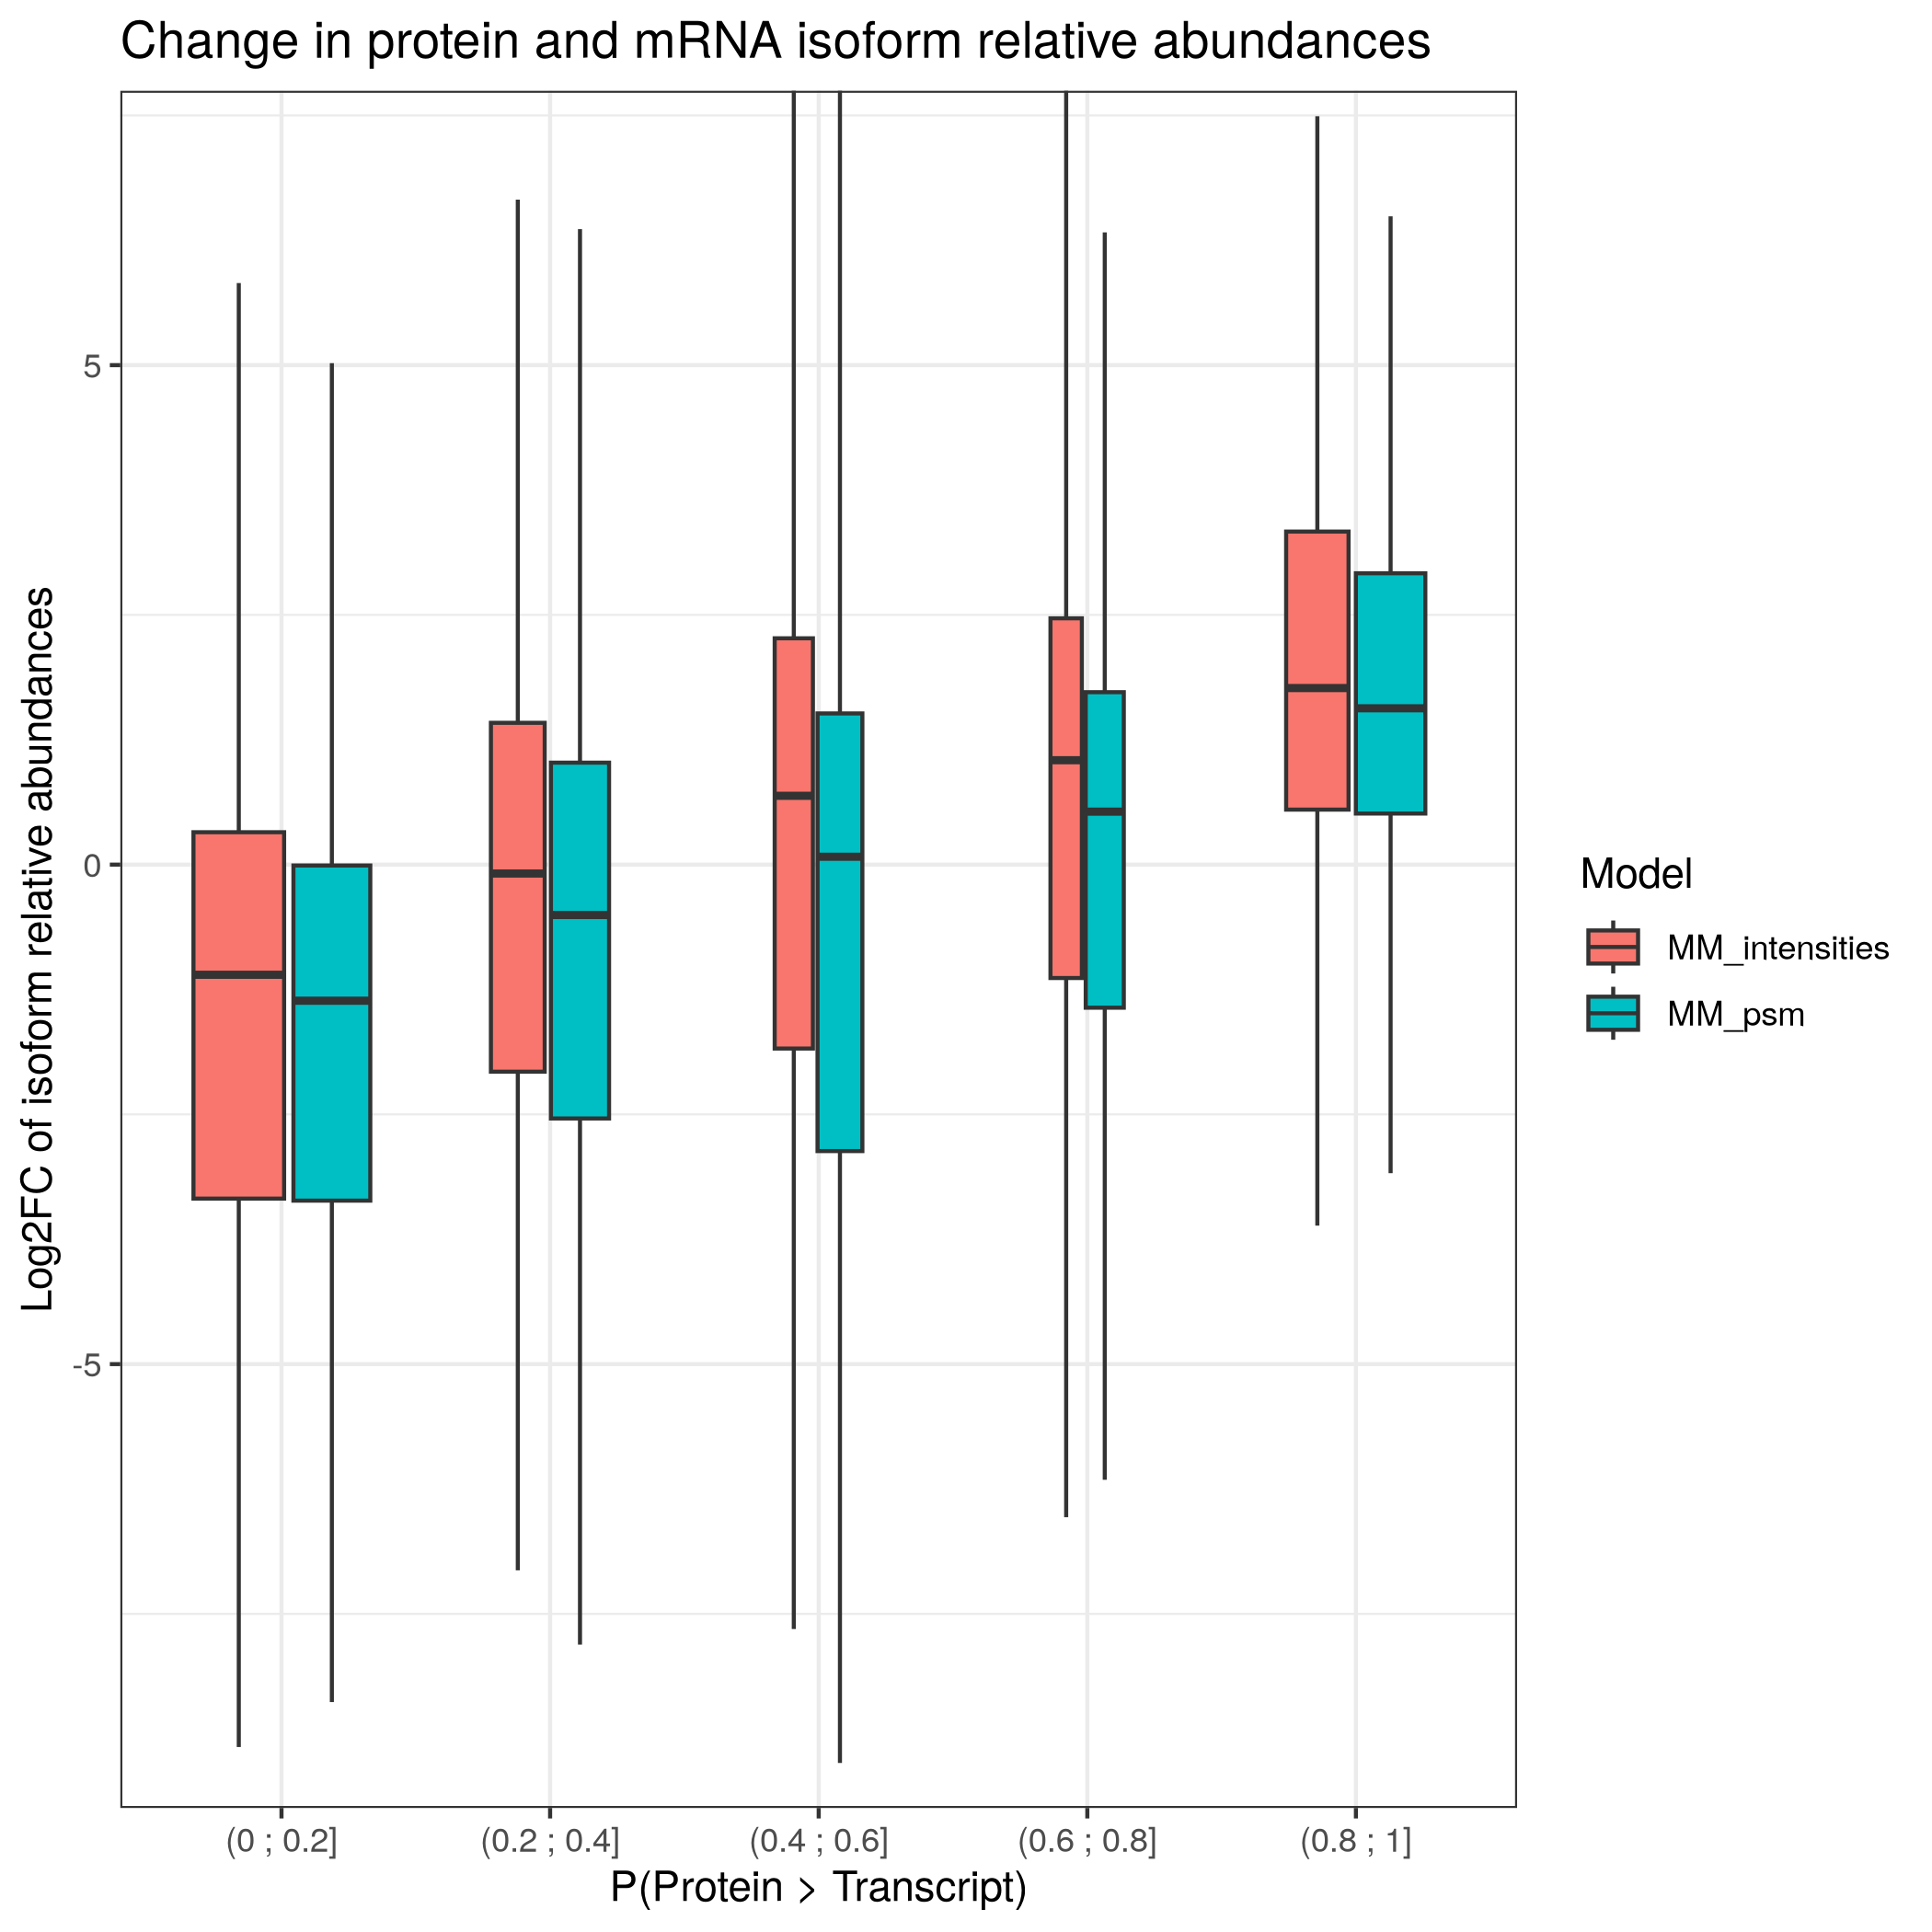 Change in protein and mRNA isoform relative abundances
Log2FC of isoform relative abundances
5
0
-5
(0 ; 0.2]
(0.2 ; 0.4]
(0.4 ; 0.6]
(0.6 ; 0.8]
(0.8 ; 1]
P(Protein > Transcript)
Model
MM_intensities
MM_psm